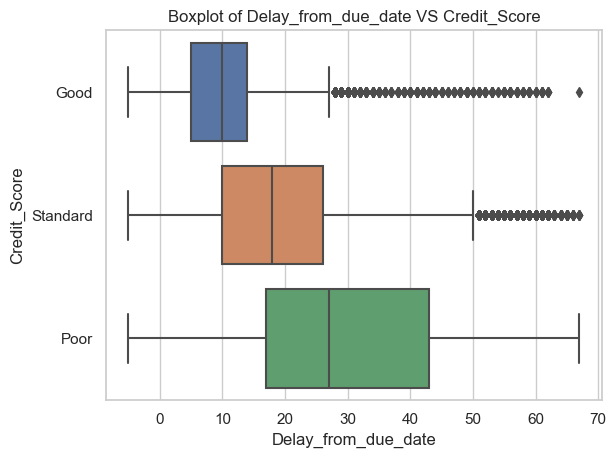 Boxplot of Delay_from_due_date VS Credit_Score
Credit_Score
Good
Standard
Poor
0 10 20 30 40 50 60 70
Delay_from_due_date